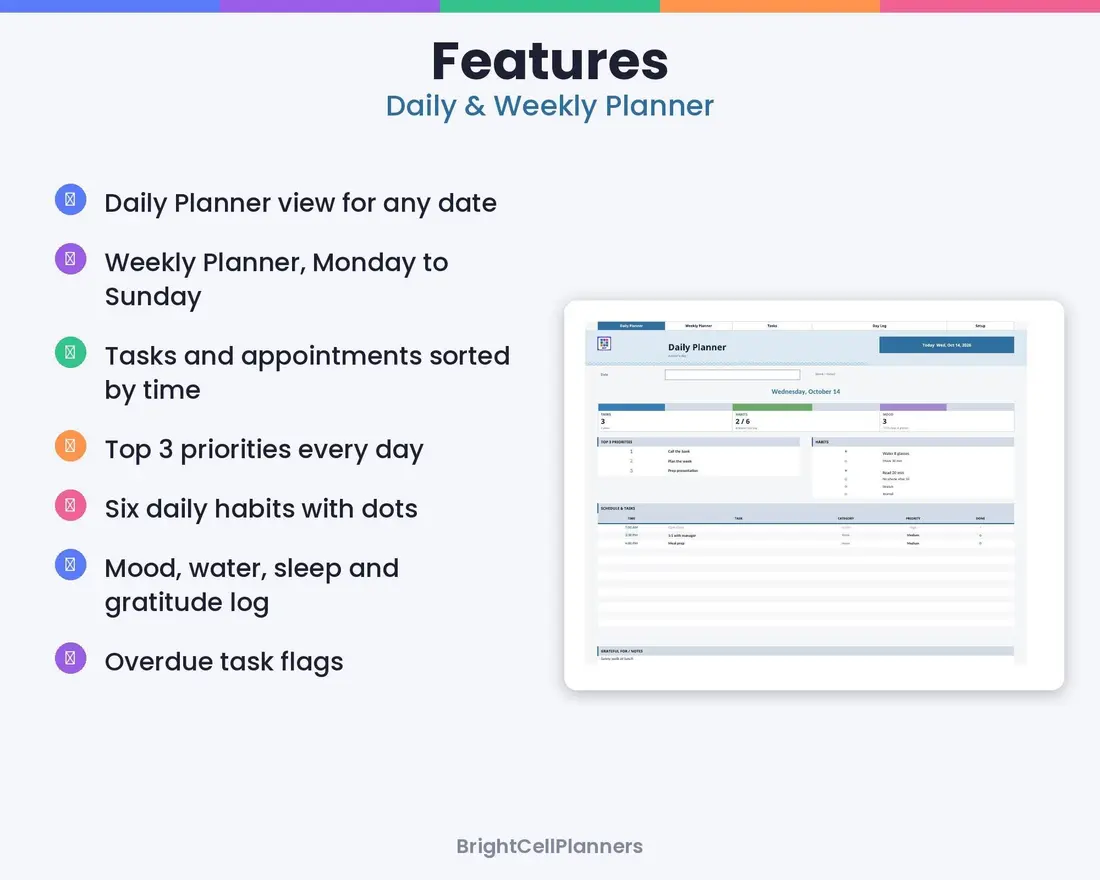 Features
Daily & Weekly Planner
Daily Planner view for any date
Weekly Planner, Monday to
Sunday
Tasks and appointments sorted
by time
Top 3 priorities every day
Six daily habits with dots
Mood, water, sleep and
gratitude log
Overdue task flags
Daily Planner Weekly Planner Tasks Day Log Setup
Daily Planner
Today: Wed, Oct 14, 2026
Date
Wednesday, October 14
TASKS HABITS MOOD
3 2 / 6 3
TOP 3 PRIORITIES HABITS
1 Call the bank
2 Plan the week
3 Prep presentation
Water 8 glasses
Read 20 min
SCHEDULE & TASKS
TIME TASK CATEGORY PRIORITY DONE
1:1 with manager Medium
Meal prep Medium
GRATEFUL FOR / NOTES
BrightCellPlanners